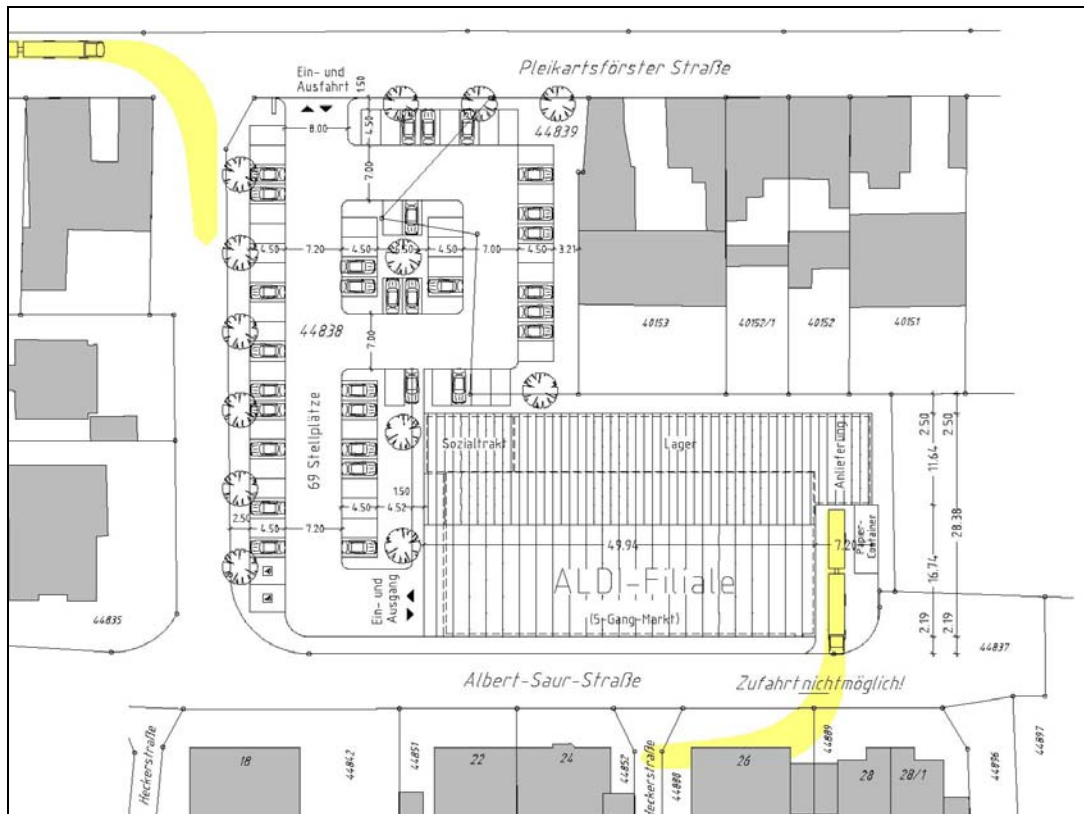 Pleikartsförster Straße
Ein- und
Ausfahrt
1.50
8.00
4.50
44839
7.00
4.50
7.20
4.50
4.50
7.00
4.50
3.21
44838
7.00
40153
40152/1
40152
40151
69 Stellplätze
Sozialtrakt
Lager
Anlieferung
2.50
2.50
11.64
28.38
16.74
2.19
2.19
1.50
4.50
4.52
2.50
4.50
7.20
49.94
7.20
Papier-
Container
ALDI-Filiale
(5-Gang-Markt)
Ein- und
Ausgang
44835
44837
Albert-Saur-Straße
Zufahrt nicht möglich!
Heckerstraße
18
44842
44851
22
24
44852
Heckerstraße
44888
26
44889
28
28/1
44896
44897